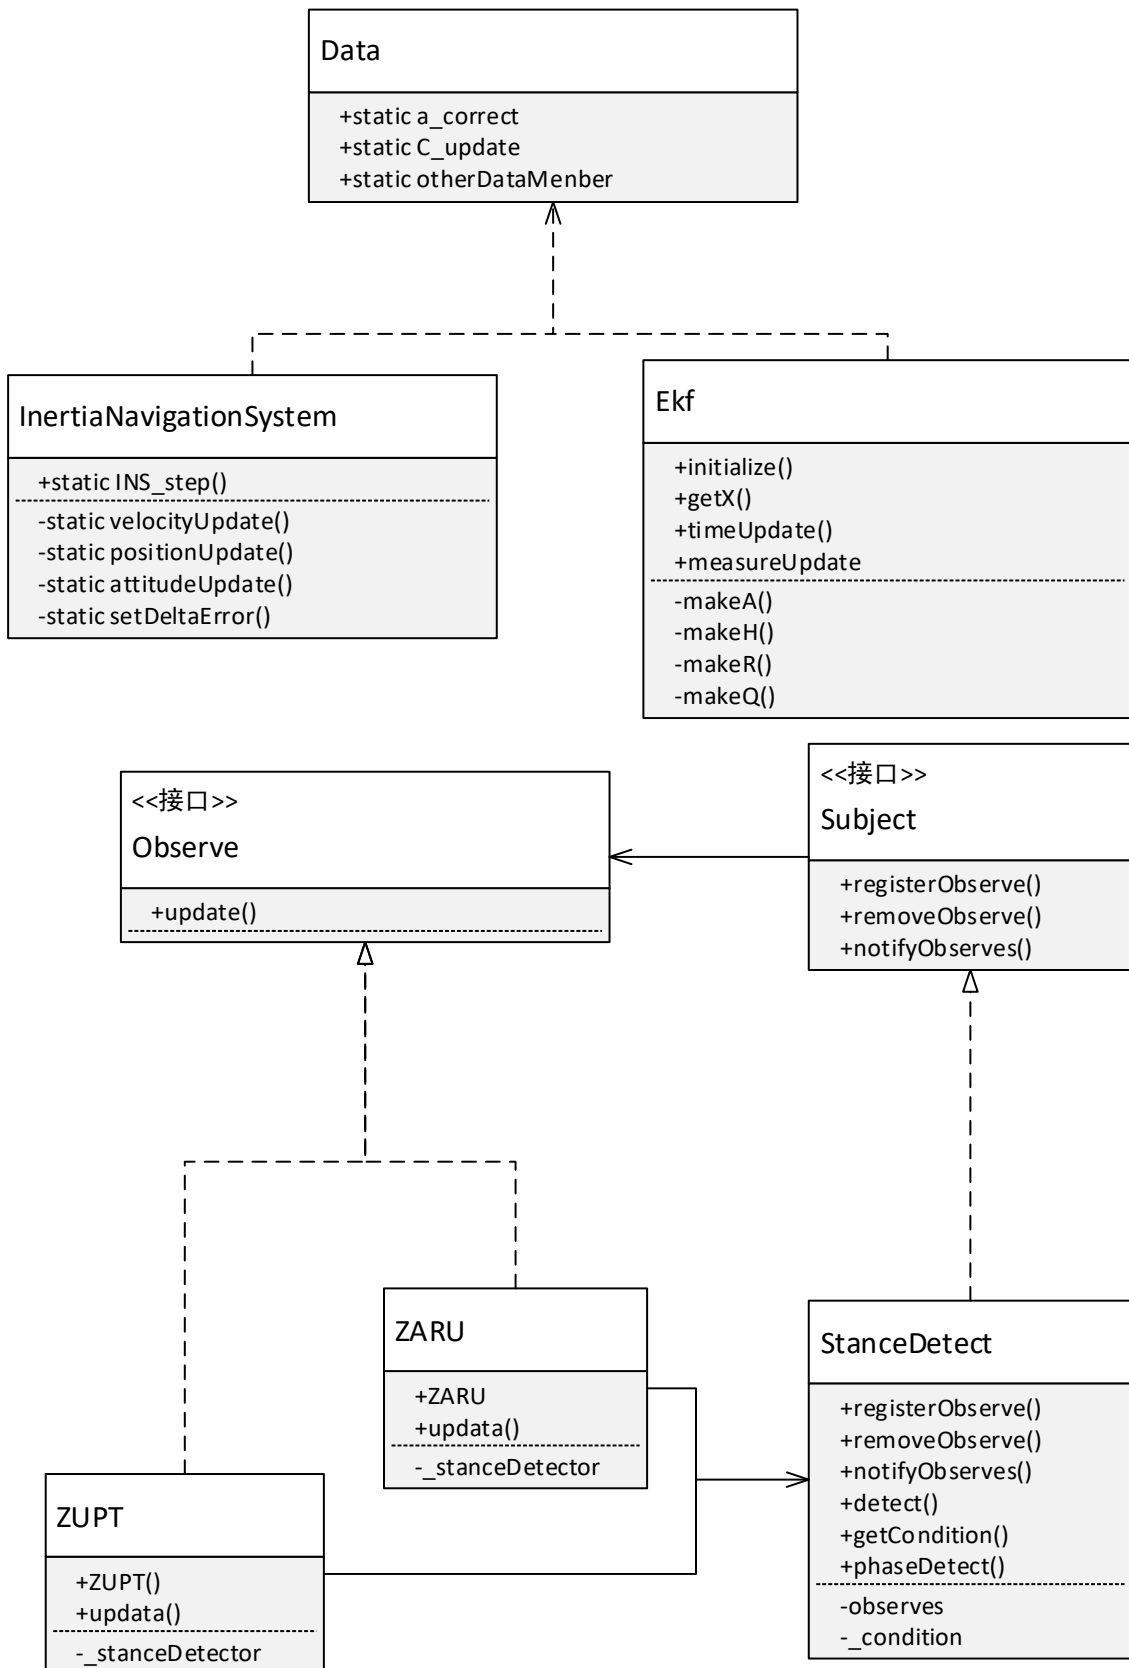 Data
+static a_correct
+static C_update
+static otherDataMenber
InertiaNavigationSystem
+static INS_step()
-static velocityUpdate()
-static positionUpdate()
-static attitudeUpdate()
-static setDeltaError()
Ekf
+initialize()
+getX()
+timeUpdate()
+measureUpdate
-makeA()
-makeH()
-makeR()
-makeQ()
<<接口>>
Observe
+update()
<<接口>>
Subject
+registerObserve()
+removeObserve()
+notifyObserves()
ZARU
+ZARU
+updata()
-_stanceDetector
StanceDetect
+registerObserve()
+removeObserve()
+notifyObserves()
+detect()
+getCondition()
+phaseDetect()
-observes
-_condition
ZUPT
+ZUPT()
+updata()
-_stanceDetector